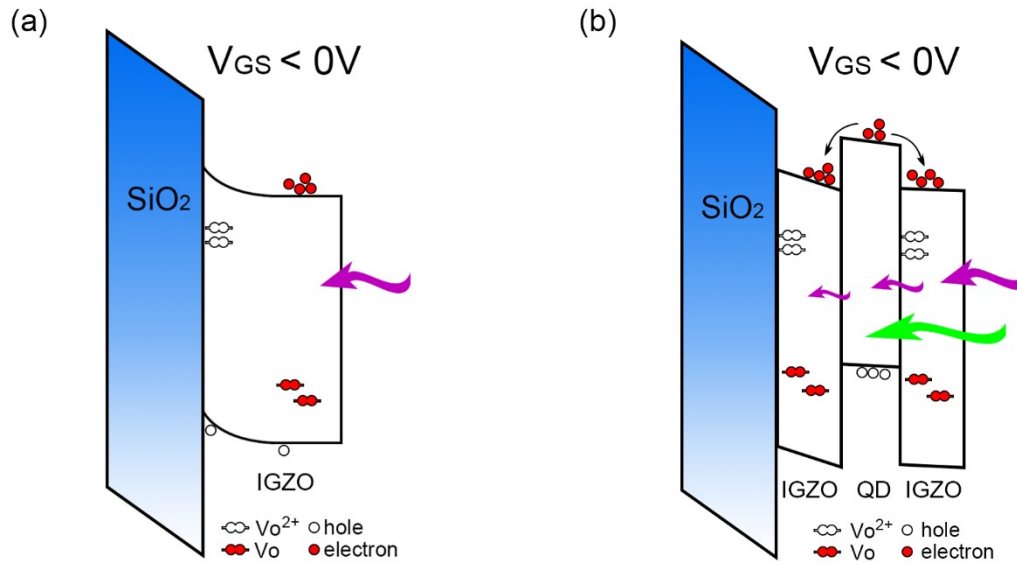 (a)
VGS < 0V
SiO2
IGZO
Vo2+ hole
Vo electron
(b)
VGS < 0V
SiO2
IGZO QD IGZO
Vo2+ hole
Vo electron